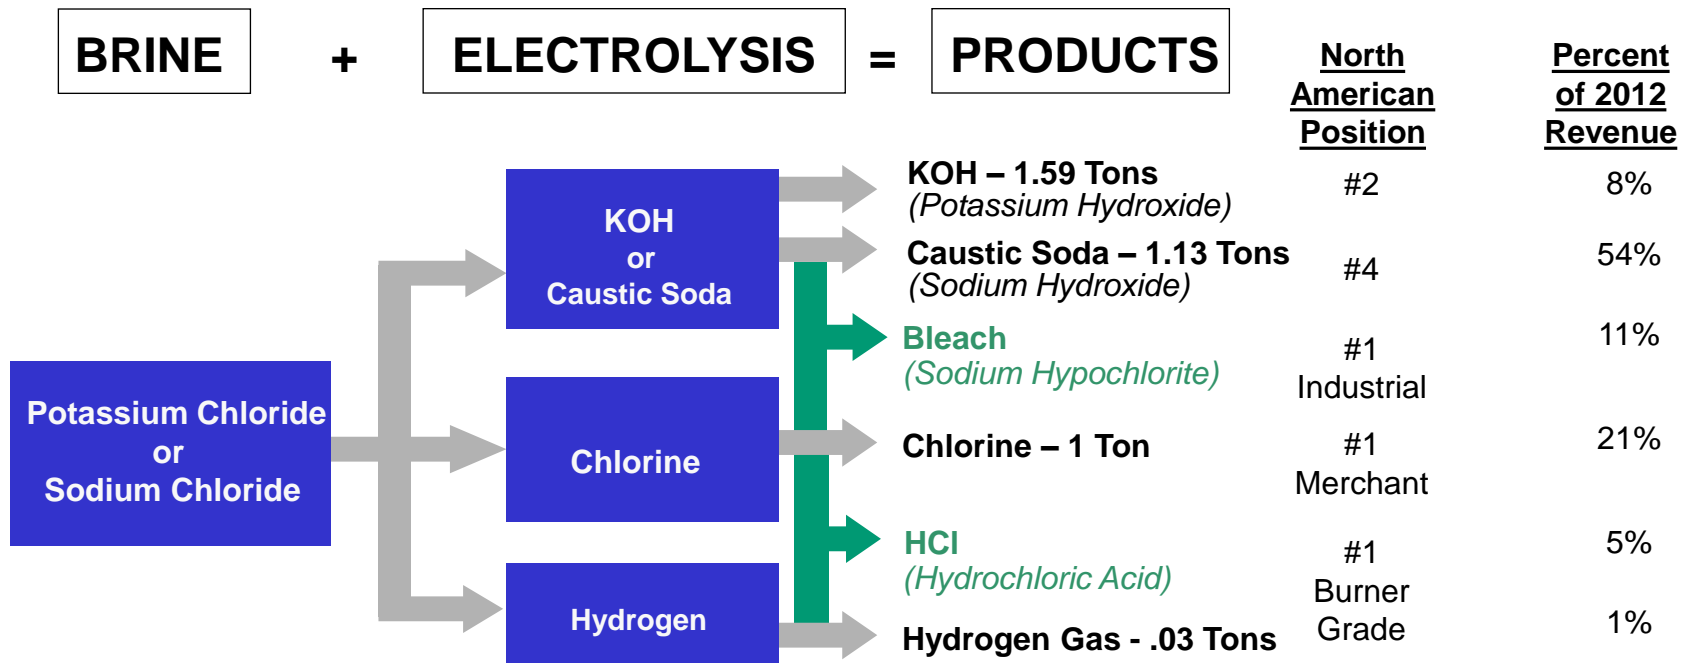 BRINE + ELECTROLYSIS = PRODUCTS
North
American
Position
Percent
of 2012
Revenue
Potassium Chloride
or
Sodium Chloride
KOH
or
Caustic Soda
Chlorine
Hydrogen
KOH – 1.59 Tons
(Potassium Hydroxide)
#2
8%
Caustic Soda – 1.13 Tons
(Sodium Hydroxide)
#4
54%
Bleach
(Sodium Hypochlorite)
#1
Industrial
11%
Chlorine – 1 Ton
#1
Merchant
21%
HCl
(Hydrochloric Acid)
#1
Burner
Grade
5%
Hydrogen Gas - .03 Tons
1%